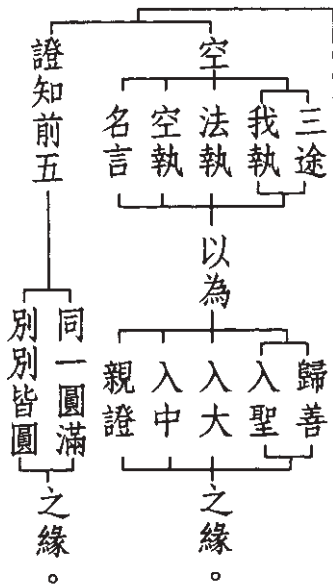 空
三途
我執
法執
空執
名言
以為
歸善
入聖
入大
入中
親證
之緣。
證知前五
同一圓滿
別別皆圓
之緣。